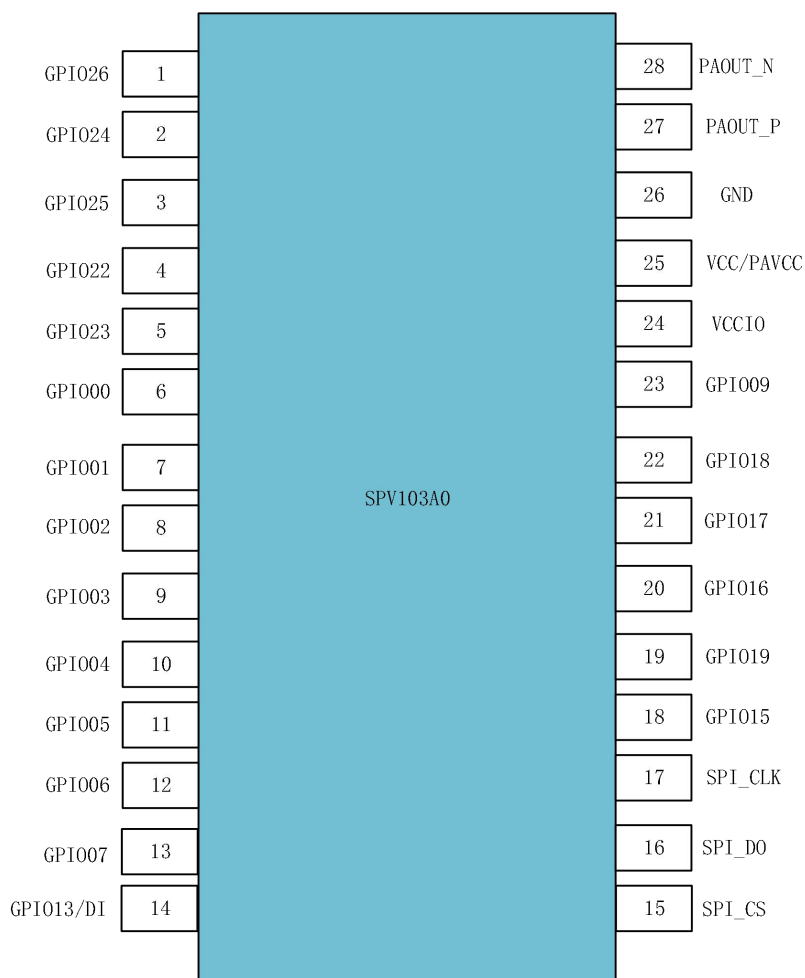 GPIO26 1 28 PAOUT_N
GPIO24 2 27 PAOUT_P
GPIO25 3 26 GND
GPIO22 4 25 VCC/PAVCC
GPIO23 5 24 VCCIO
GPIO00 6 23 GPIO09
GPIO01 7 22 GPIO18
SPV103A0
GPIO02 8 21 GPIO17
GPIO03 9 20 GPIO16
GPIO04 10 19 GPIO19
GPIO05 11 18 GPIO15
GPIO06 12 17 SPI_CLK
GPIO07 13 16 SPI_DO
GPIO13/DI 14 15 SPI_CS